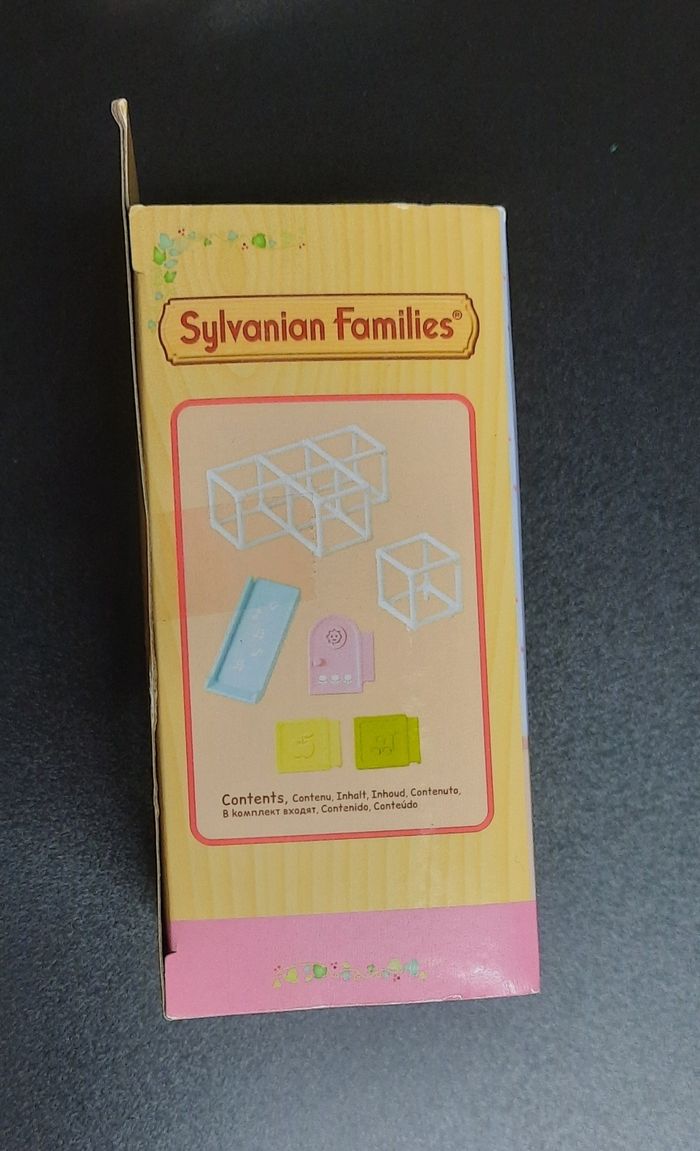 Sylvanian Families®
Contents, Contenu, Inhalt, Inhoud, Contenuto,
В комплект входят, Contenido, Conteúdo